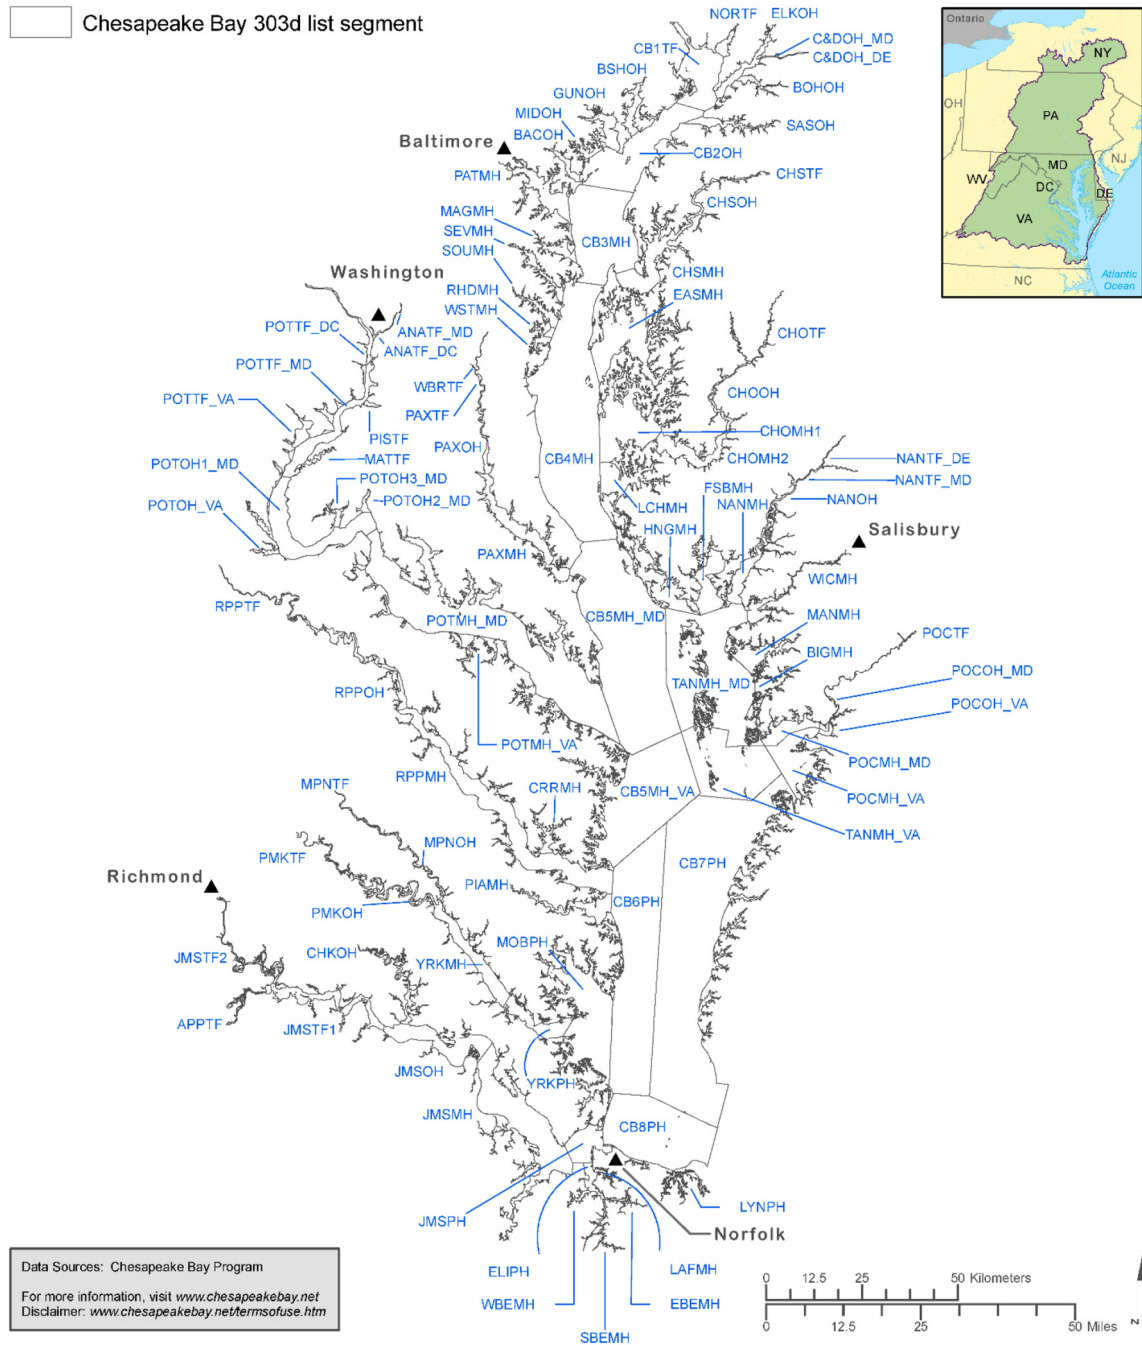 Chesapeake Bay 303d list segment
NORTF
ELKOH
C&DOH_MD
CB1TF
C&DOH_DE
BSHOH
BOHOH
GUNOH
MIDOH
SASOH
BACOH
Baltimore
CB2OH
PATMH
CHSTF
CHSOH
MAGMH
SEVMH
CB3MH
SOUMH
Washington
CHSMH
RHDMH
EASMH
WSTMH
POTTF_DC
ANATF_MD
CHOTF
ANATF_DC
POTTF_MD
WBRTF
CHOOH
POTTF_VA
PAXTF
PISTF
CHOMH1
PAXOH
MATTF
CB4MH
CHOMH2
NANTF_DE
POTOH1_MD
POTOH3_MD
NANTF_MD
FSBMH
POTOH_VA
POTOH2_MD
NANMH
NANOH
LCHMH
HNGMH
Salisbury
PAXMH
WICMH
RPPTF
POTMH_MD
CB5MH_MD
MANMH
POCTF
BIGMH
POCOH_MD
RPPOH
TANMH_MD
POCOH_VA
POTMH_VA
POCMH_MD
RPPMH
CRRMH
CB5MH_VA
POCMH_VA
MPNTF
TANMH_VA
MPNOH
PMKTF
CB7PH
Richmond
PIAMH
CB6PH
PMKOH
MOBPH
JMSTF2
CHKOH
YRKMH
APPTF
JMSTF1
JMSOH
YRKPH
JMSMH
CB8PH
LYNPH
JMSPH
Norfolk
ELIPH
LAFMH
WBEMH
EBEMH
SBEMH
Ontario
NY
OH
PA
NJ
MD
WV
DC
DE
VA
Atlantic
Ocean
NC
Data Sources: Chesapeake Bay Program
For more information, visit www.chesapeakebay.net
Disclaimer: www.chesapeakebay.net/termsofuse.htm
0 12.5 25 50 Kilometers
0 12.5 25 50 Miles
N